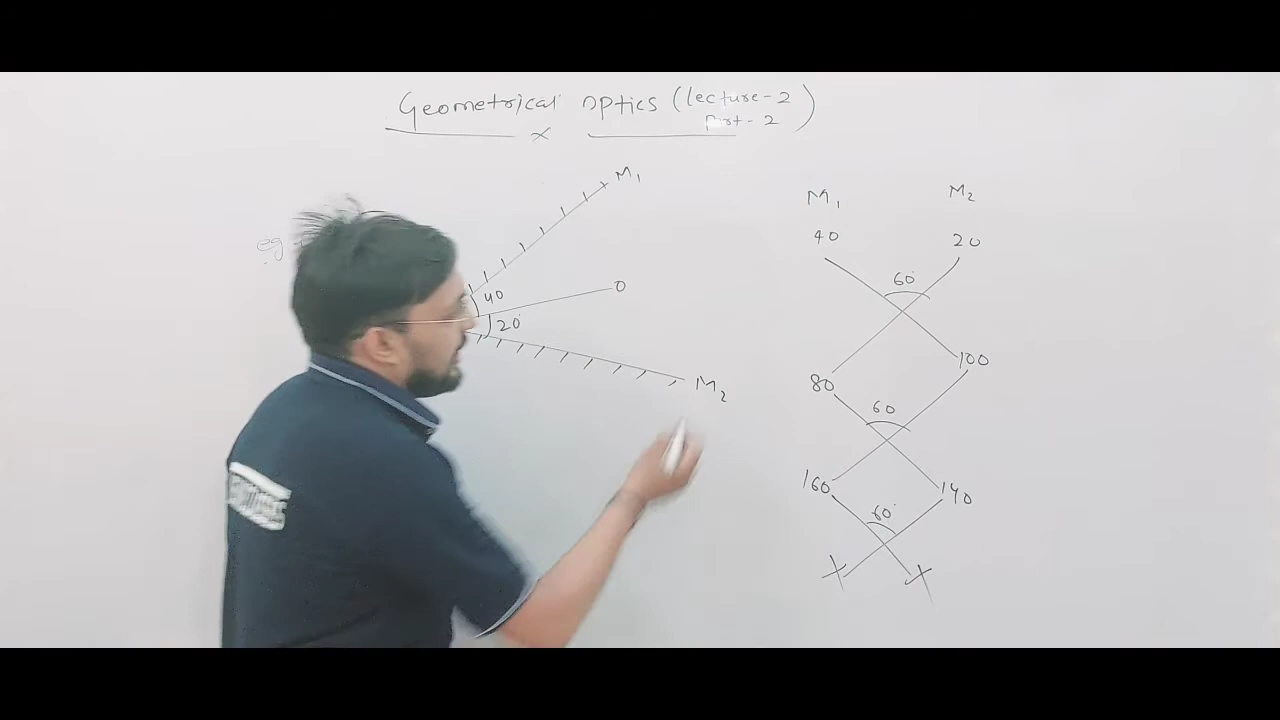 Geometrical optics (lecture-2
part-2)
eg
M1
40
O
20°
M2
M1 M2
40 20
60°
80 100
60
160 140
60°
X X